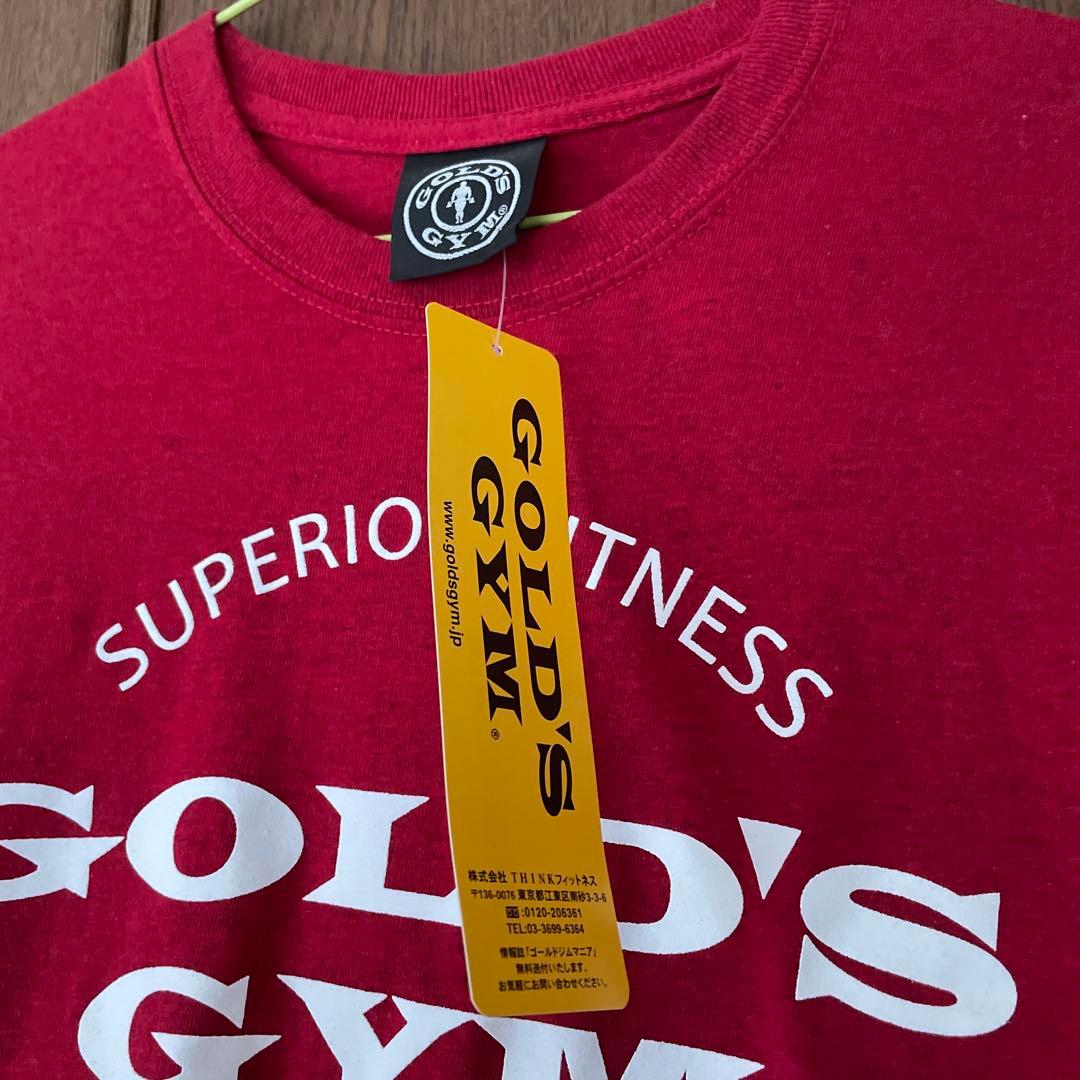 GOLD'S
GYM®
GOLD'S
GYM®
www.goldsgym.jp
株式会社 THINKフィットネス
〒136-0076 東京都江東区南砂3-3-6
:0120-206361
TEL:03-3699-6364
情報誌「ゴールドジムマニア」
無料送付いたします。
お気軽にお問い合わせください。
SUPERIO ITNESS
GOLD'S
GYM